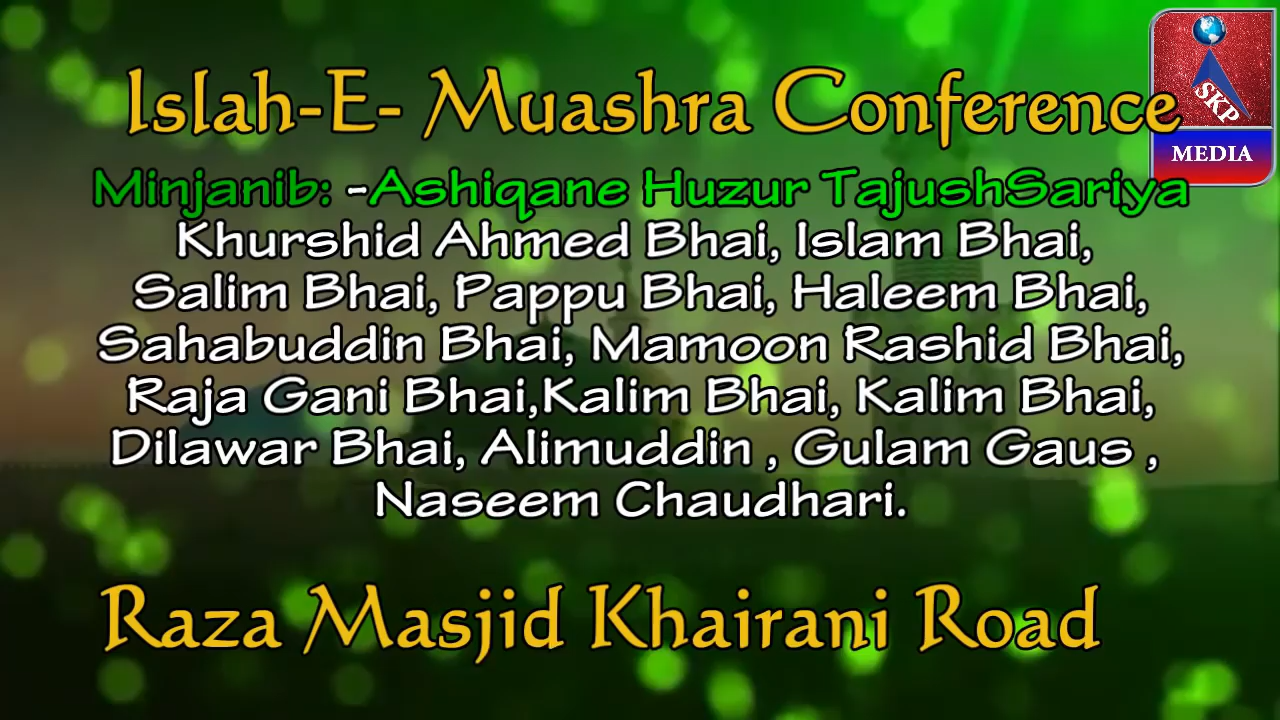 Islah-E- Muashra Conference
SKP
MEDIA
Minjanib: -Ashiqane Huzur TajushSariya
Khurshid Ahmed Bhai, Islam Bhai,
Salim Bhai, Pappu Bhai, Haleem Bhai,
Sahabuddin Bhai, Mamoon Rashid Bhai,
Raja Gani Bhai,Kalim Bhai, Kalim Bhai,
Dilawar Bhai, Alimuddin , Gulam Gaus ,
Naseem Chaudhari.
Raza Masjid Khairani Road